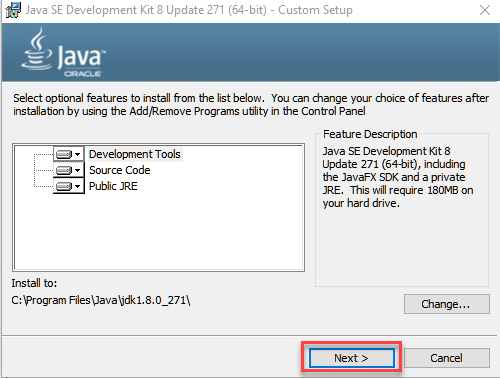 Java SE Development Kit 8 Update 271 (64-bit) - Custom Setup
Java
ORACLE
Select optional features to install from the list below. You can change your choice of features after
installation by using the Add/Remove Programs utility in the Control Panel
Development Tools
Source Code
Public JRE
Feature Description
Java SE Development Kit 8
Update 271 (64-bit), including
the JavaFX SDK and a private
JRE. This will require 180MB on
your hard drive.
Install to:
C:\Program Files\Java\jdk1.8.0_271\
Change...
Next >
Cancel